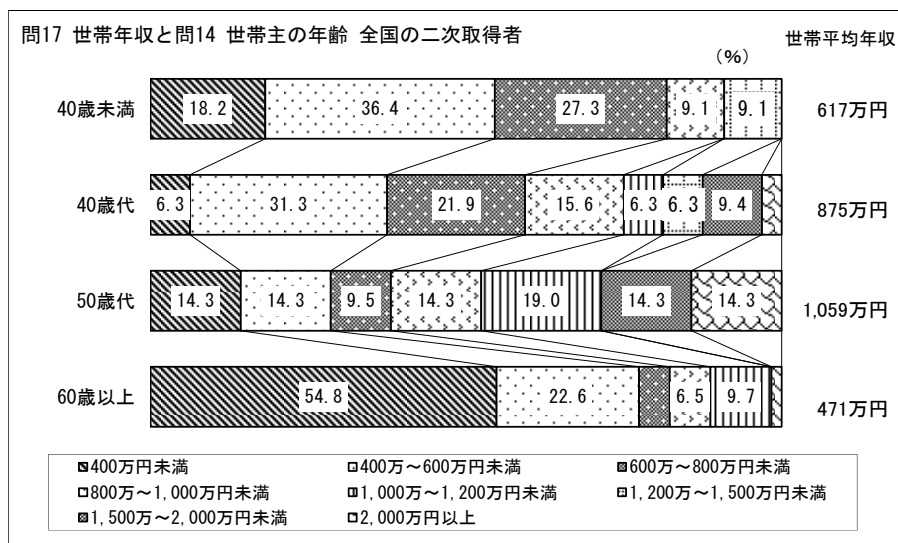 問17 世帯年収と問14 世帯主の年齢 全国の二次取得者
世帯平均年収
(%)
40歳未満 18.2 36.4 27.3 9.1 9.1 617万円
40歳代 6.3 31.3 21.9 15.6 6.3 6.3 9.4 875万円
50歳代 14.3 14.3 9.5 14.3 19.0 14.3 14.3 1,059万円
60歳以上 54.8 22.6 6.5 9.7 471万円
400万円未満 400万～600万円未満 600万～800万円未満
800万～1,000万円未満 1,000万～1,200万円未満 1,200万～1,500万円未満
1,500万～2,000万円未満 2,000万円以上